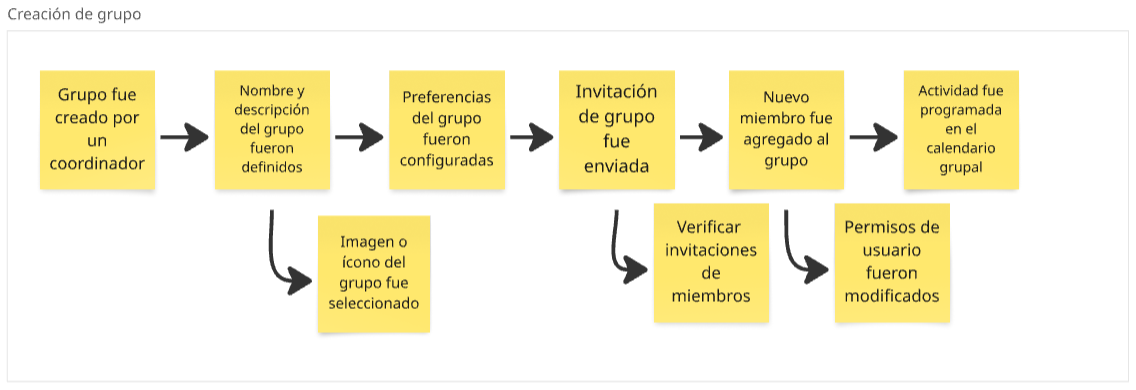 Creación de grupo
Grupo fue
creado por
un
coordinador
Nombre y
descripción
del grupo
fueron
definidos
Preferencias
del grupo
fueron
configuradas
Invitación
de grupo
fue
enviada
Nuevo
miembro fue
agregado al
grupo
Actividad fue
programada
en el
calendario
grupal
Imagen o
ícono del
grupo fue
seleccionado
Verificar
invitaciones
de
miembros
Permisos de
usuario
fueron
modificados